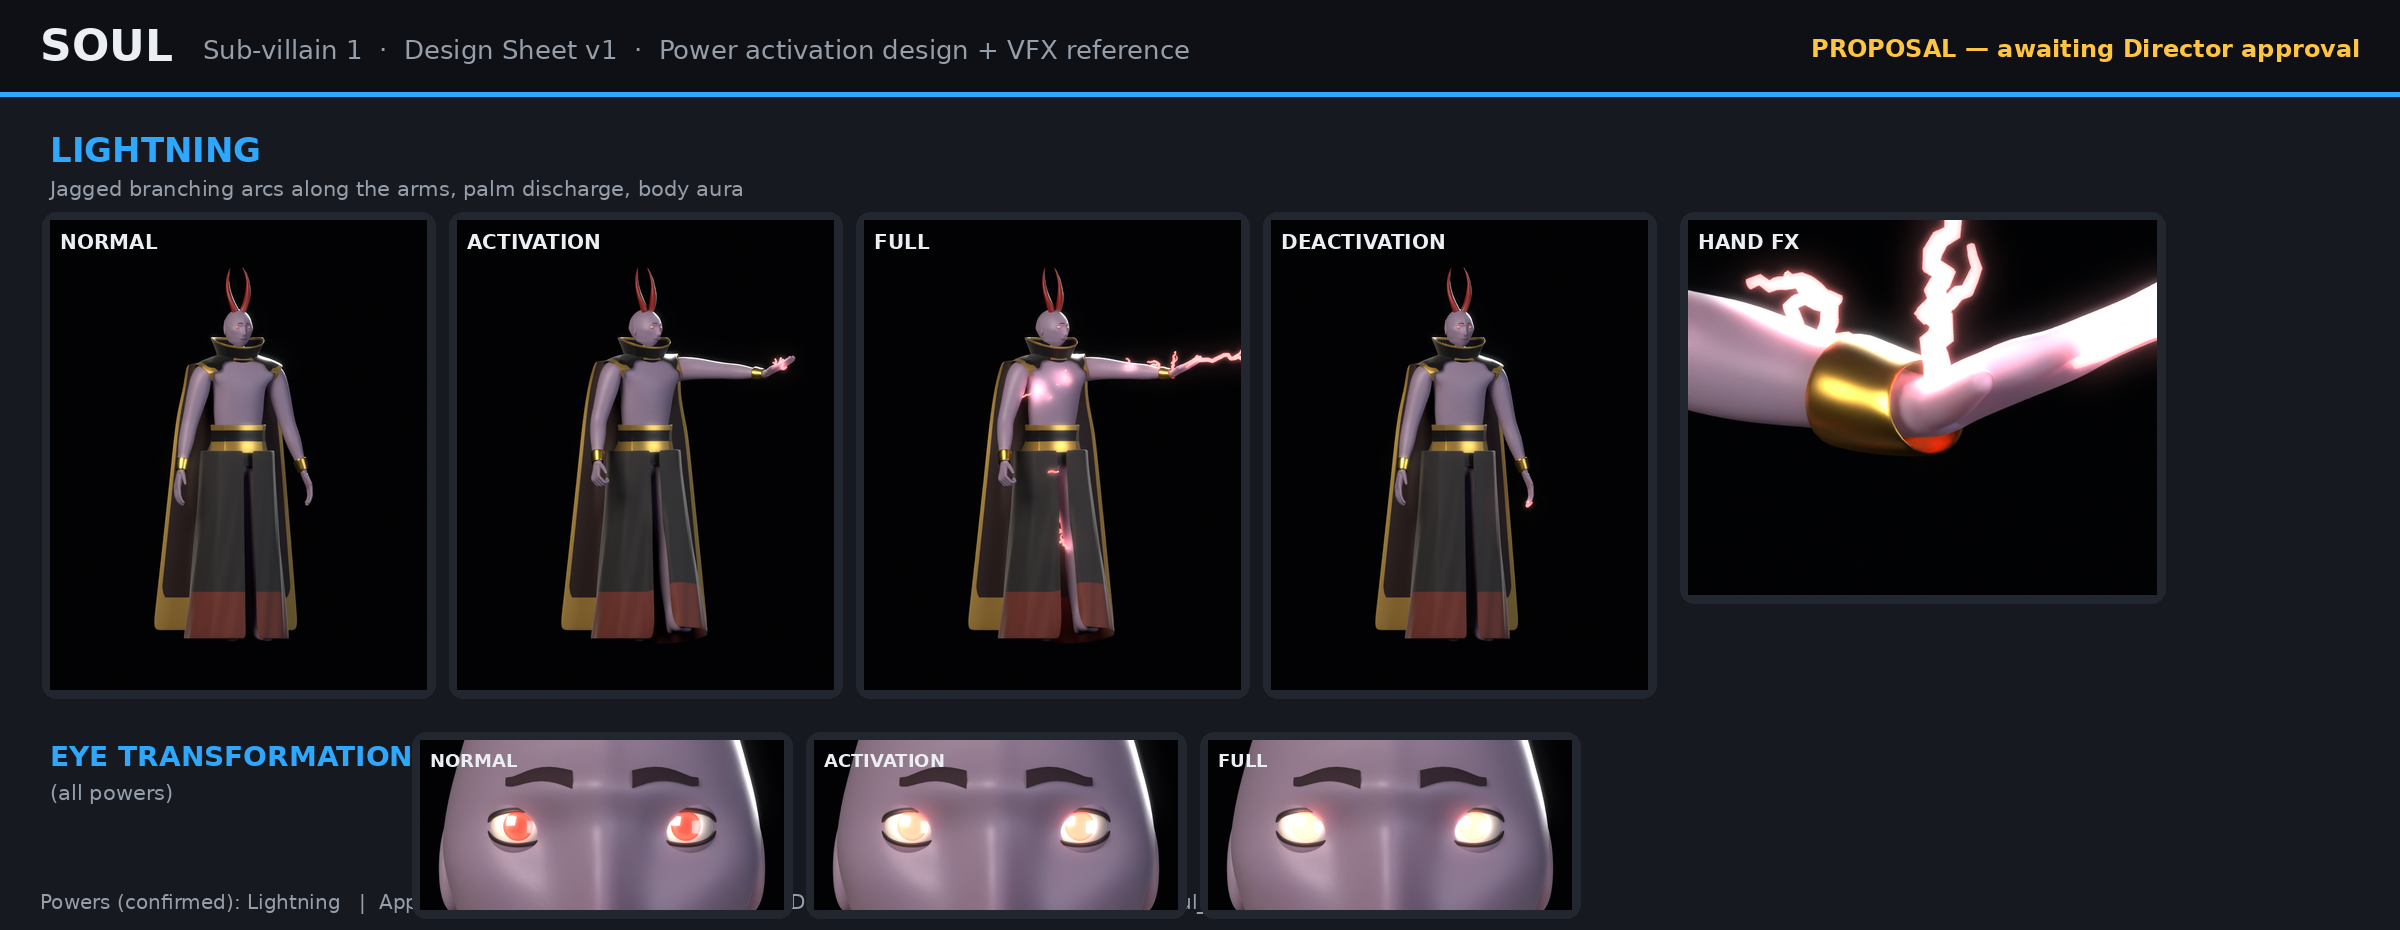 SOUL Sub-villain 1 · Design Sheet v1 · Power activation design + VFX reference
PROPOSAL — awaiting Director approval
LIGHTNING
Jagged branching arcs along the arms, palm discharge, body aura
NORMAL
ACTIVATION
FULL
DEACTIVATION
HAND FX
EYE TRANSFORMATION
(all powers)
NORMAL
ACTIVATION
FULL
Powers (confirmed): Lightning |